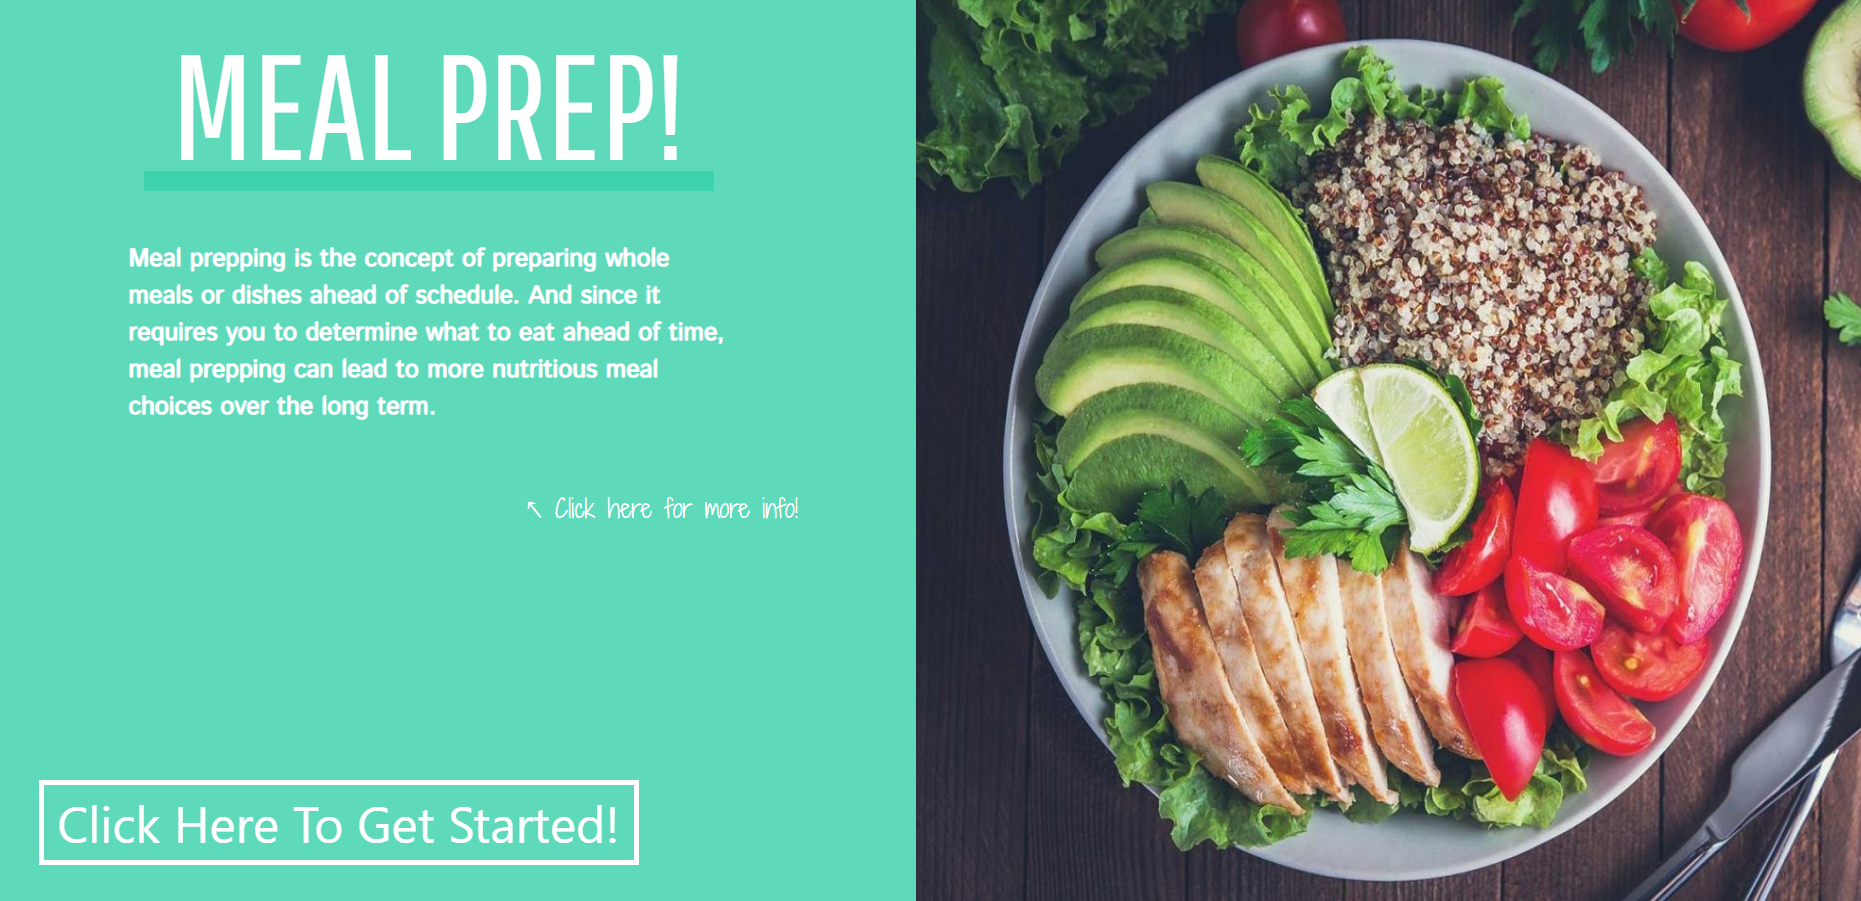 MEAL PREP!
Meal prepping is the concept of preparing whole
meals or dishes ahead of schedule. And since it
requires you to determine what to eat ahead of time,
meal prepping can lead to more nutritious meal
choices over the long term.
↖ Click here for more info!
Click Here To Get Started!